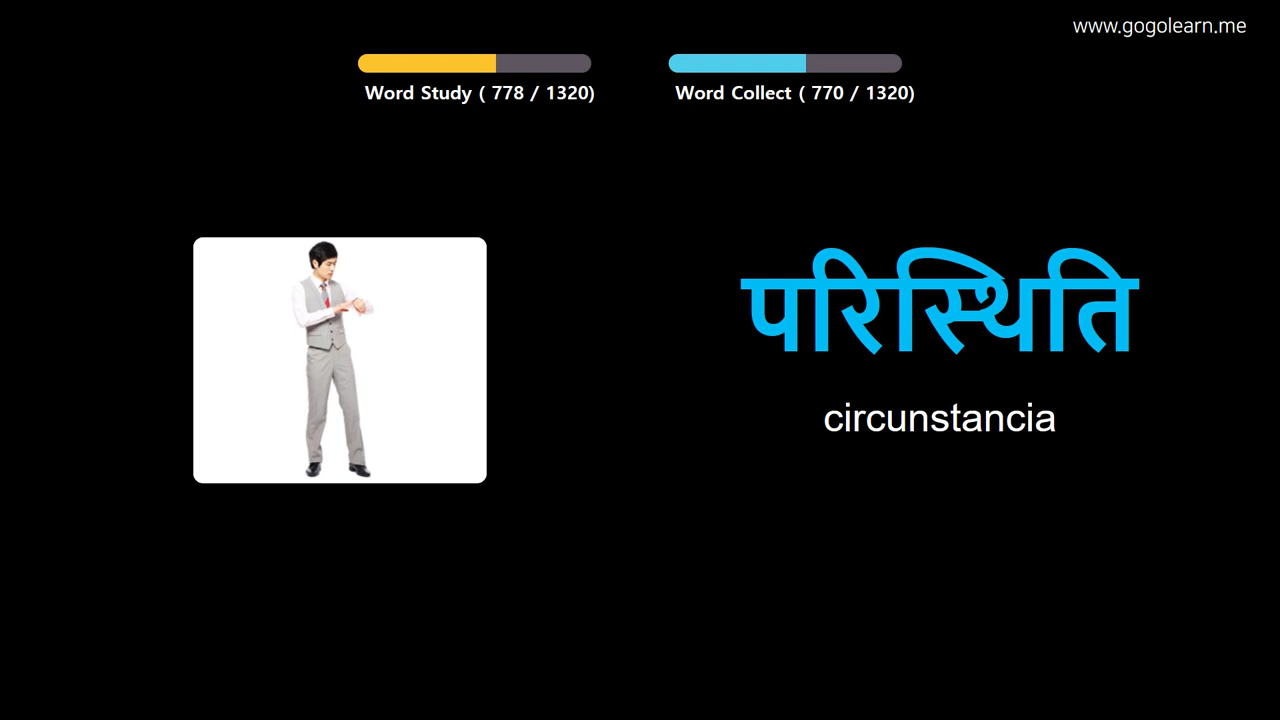 www.gogolearn.me
Word Study ( 778 / 1320)
Word Collect ( 770 / 1320)
परिस्थिति
circunstancia